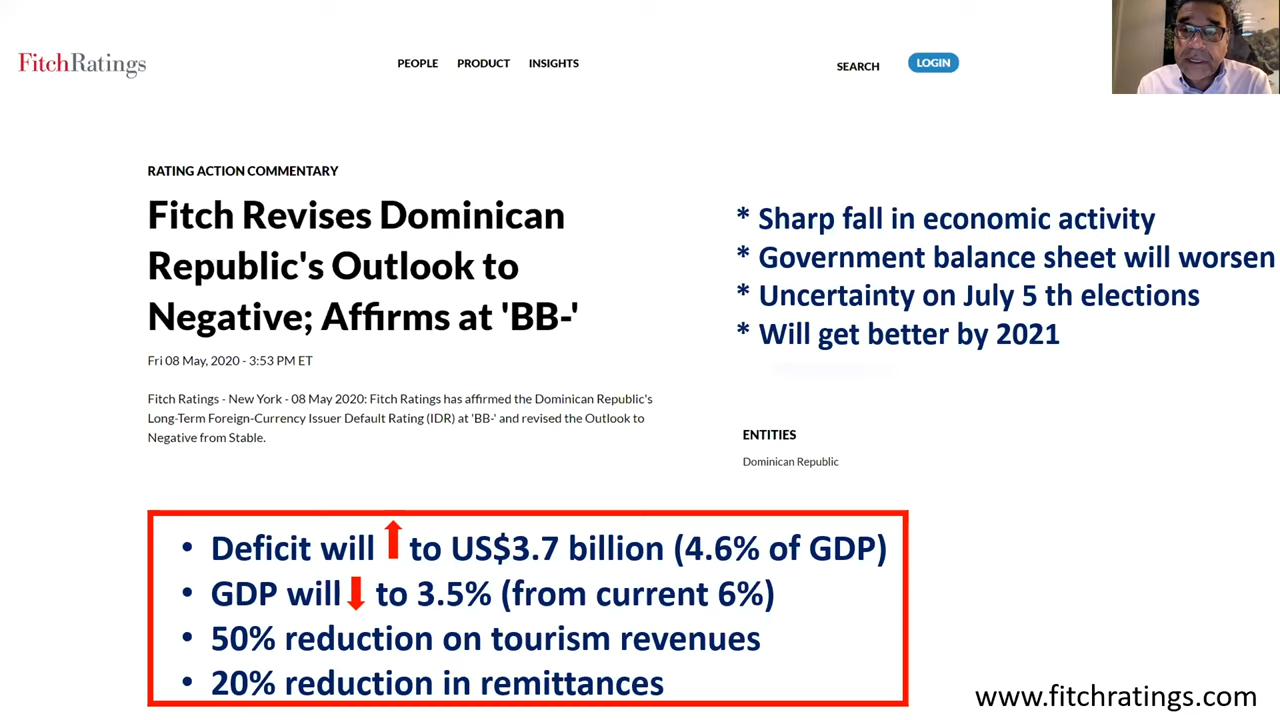 FitchRatings
PEOPLE PRODUCT INSIGHTS
SEARCH
LOGIN
RATING ACTION COMMENTARY
Fitch Revises Dominican
Republic's Outlook to
Negative; Affirms at 'BB-'
Fri 08 May, 2020 - 3:53 PM ET
Fitch Ratings - New York - 08 May 2020: Fitch Ratings has affirmed the Dominican Republic's
Long-Term Foreign-Currency Issuer Default Rating (IDR) at 'BB-' and revised the Outlook to
Negative from Stable.
* Sharp fall in economic activity
* Government balance sheet will worsen
* Uncertainty on July 5 th elections
* Will get better by 2021
ENTITIES
Dominican Republic
• Deficit will to US$3.7 billion (4.6% of GDP)
• GDP will to 3.5% (from current 6%)
• 50% reduction on tourism revenues
• 20% reduction in remittances
www.fitchratings.com